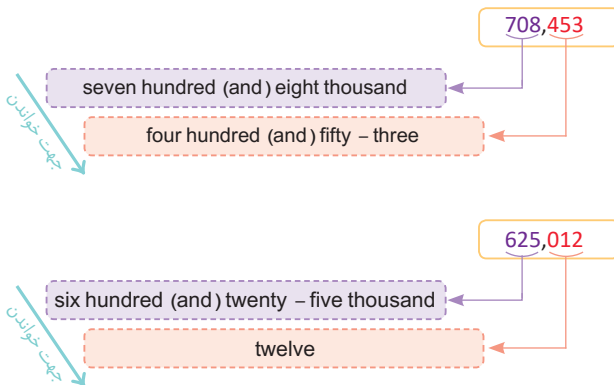 708,453
seven hundred (and) eight thousand
four hundred (and) fifty – three
جهت خواندن
625,012
six hundred (and) twenty – five thousand
twelve
جهت خواندن